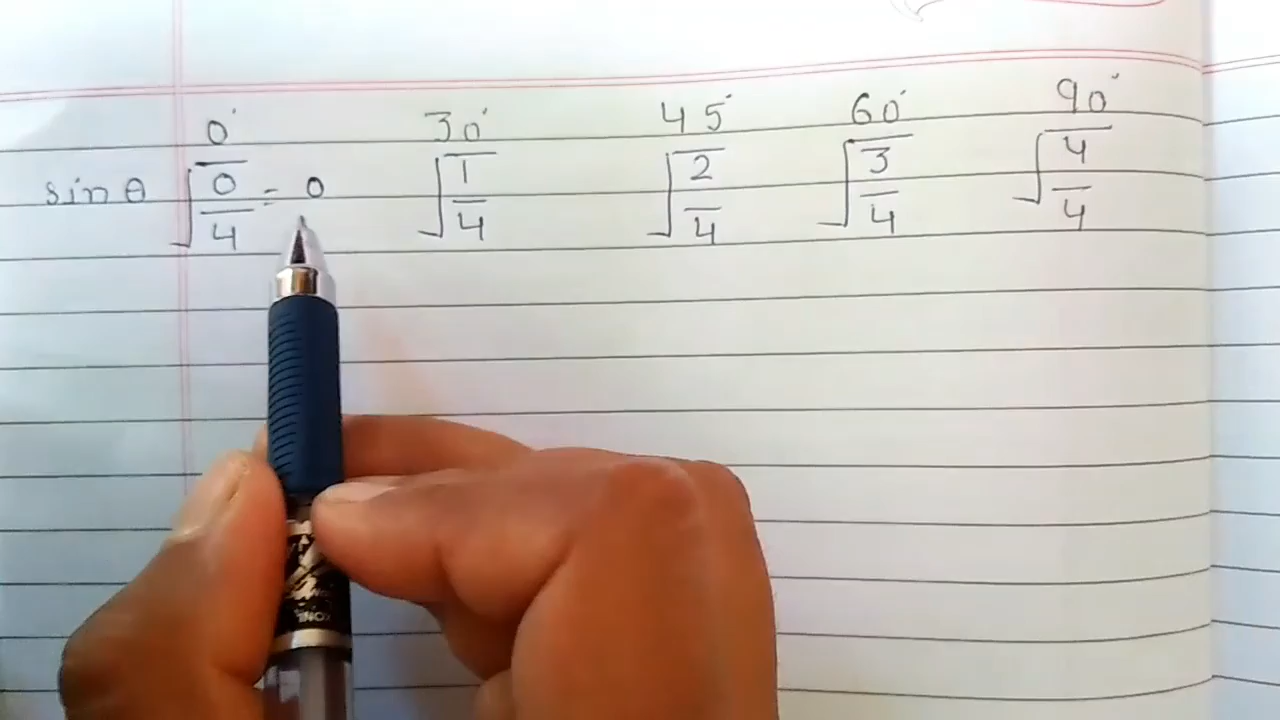 0° 30° 45° 60° 90°
sin θ √(0/4) = 0 √(1/4) √(2/4) √(3/4) √(4/4)